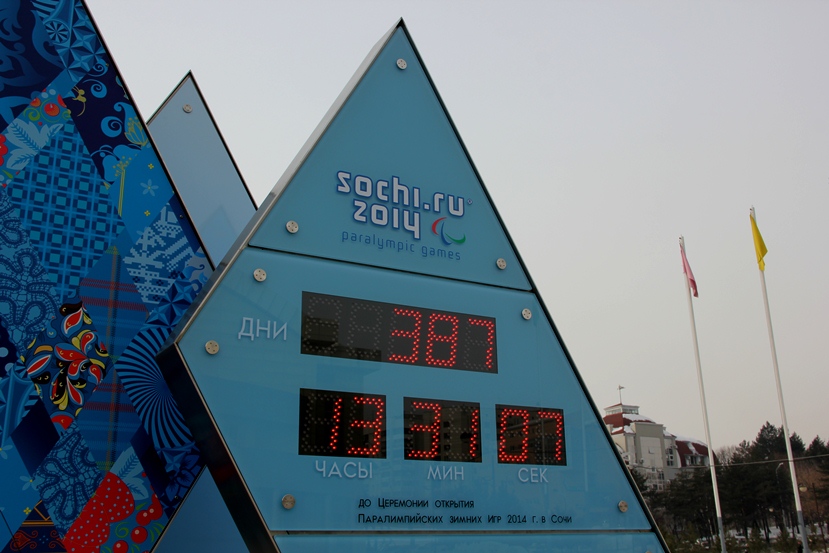 sochi.ru
2014
paralympic games
ДНИ 387
13 31 07
ЧАСЫ МИН СЕК
до Церемонии открытия
Паралимпийских зимних Игр 2014 г. в Сочи